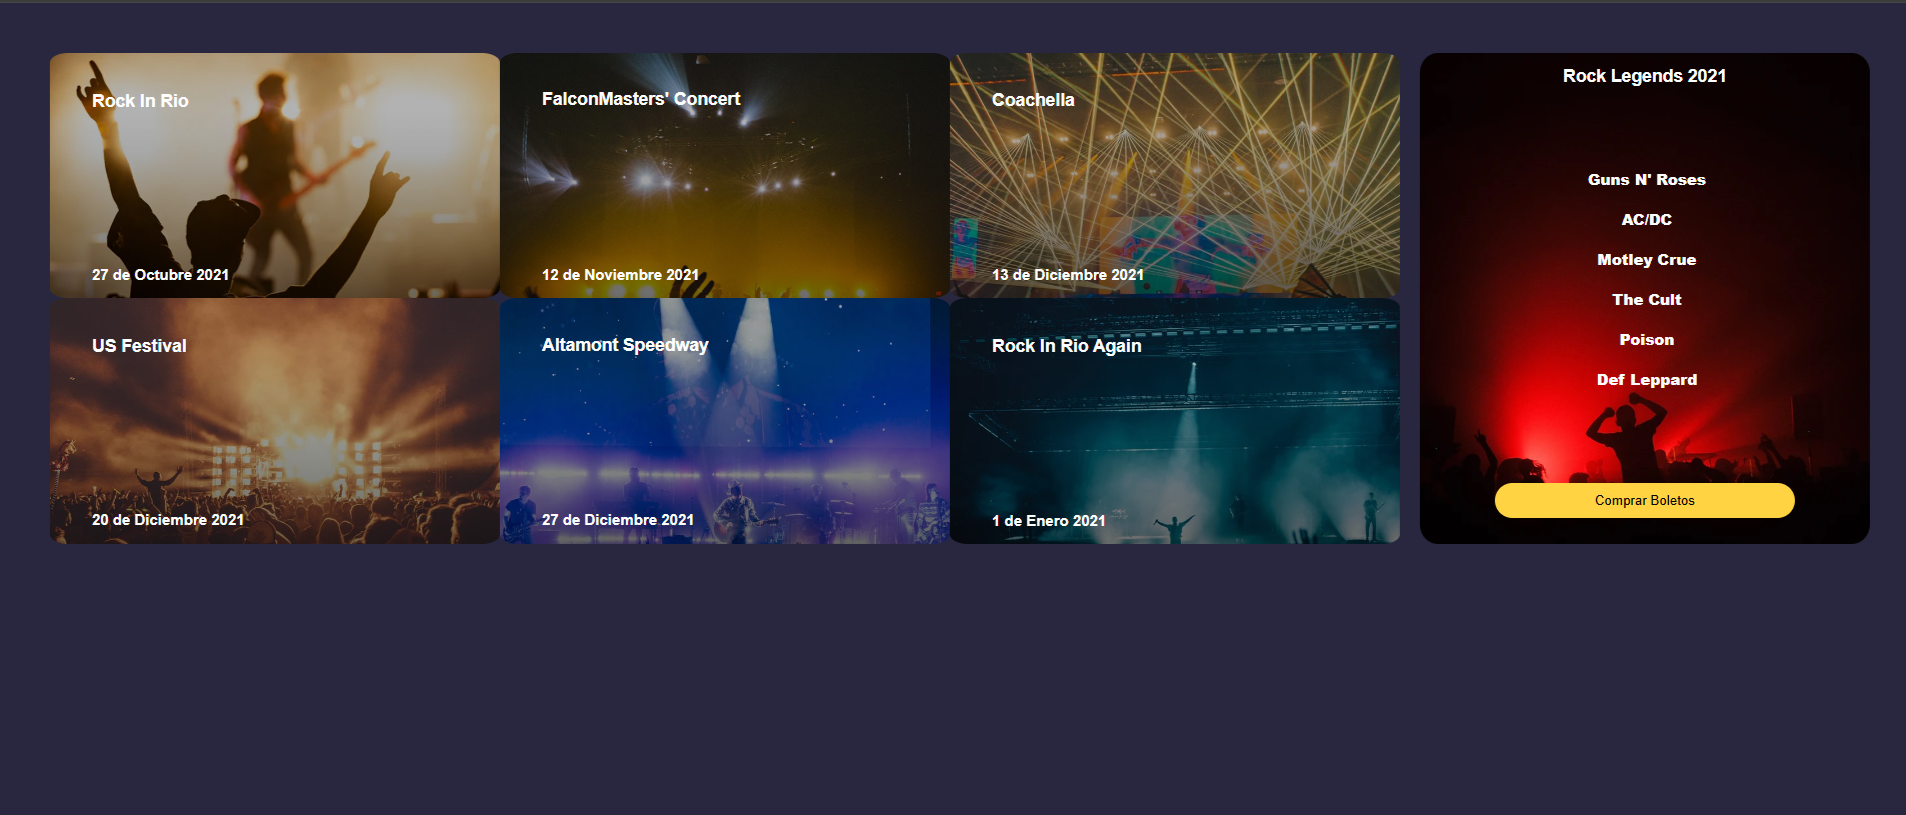 Rock In Rio
27 de Octubre 2021
FalconMasters' Concert
12 de Noviembre 2021
Coachella
13 de Diciembre 2021
US Festival
20 de Diciembre 2021
Altamont Speedway
27 de Diciembre 2021
Rock In Rio Again
1 de Enero 2021
Rock Legends 2021
Guns N' Roses
AC/DC
Motley Crue
The Cult
Poison
Def Leppard
Comprar Boletos